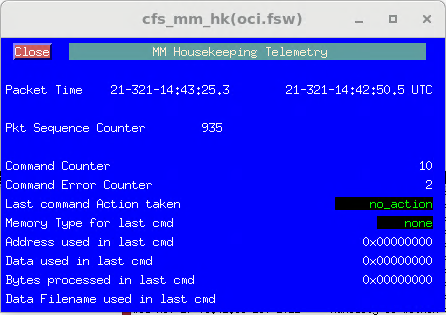 cfs_mm_hk(oci.fsw)
Close MM Housekeeping Telemetry
Packet Time 21-321-14:43:25.3 21-321-14:42:50.5 UTC
Pkt Sequence Counter 935
Command Counter 10
Command Error Counter 2
Last command Action taken no_action
Memory Type for last cmd none
Address used in last cmd 0x00000000
Data used in last cmd 0x00000000
Bytes processed in last cmd 0x00000000
Data Filename used in last cmd